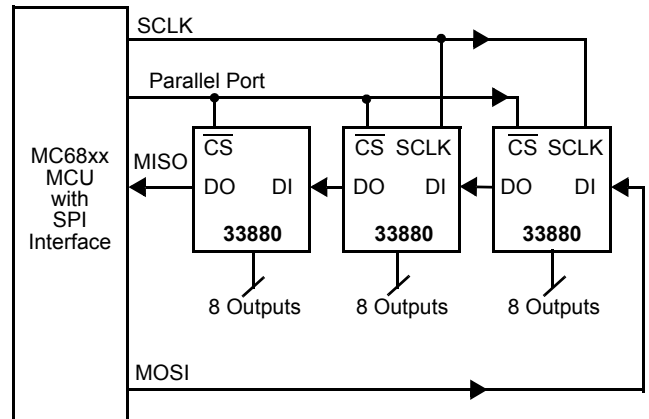 SCLK
Parallel Port
CS
CS SCLK
CS SCLK
MC68xx
MCU
with
SPI
Interface
MISO
DO DI
DO DI
DO DI
33880
33880
33880
8 Outputs
8 Outputs
8 Outputs
MOSI